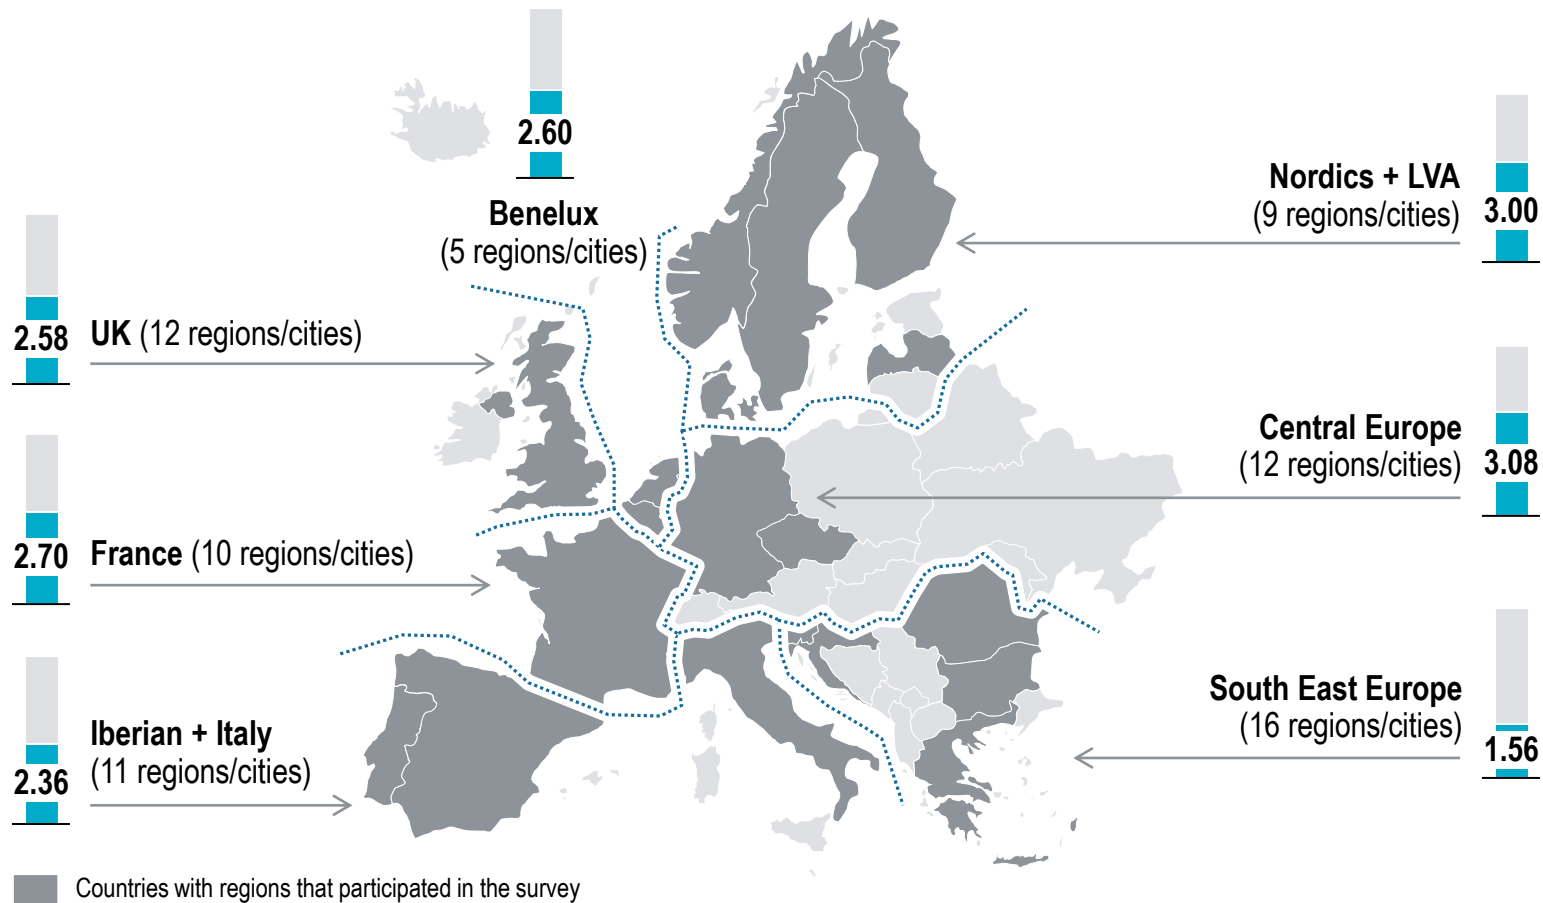 2.60
Benelux
(5 regions/cities)
Nordics + LVA
(9 regions/cities)
3.00
2.58
UK (12 regions/cities)
Central Europe
(12 regions/cities)
3.08
2.70
France (10 regions/cities)
South East Europe
(16 regions/cities)
1.56
Iberian + Italy
(11 regions/cities)
2.36
Countries with regions that participated in the survey